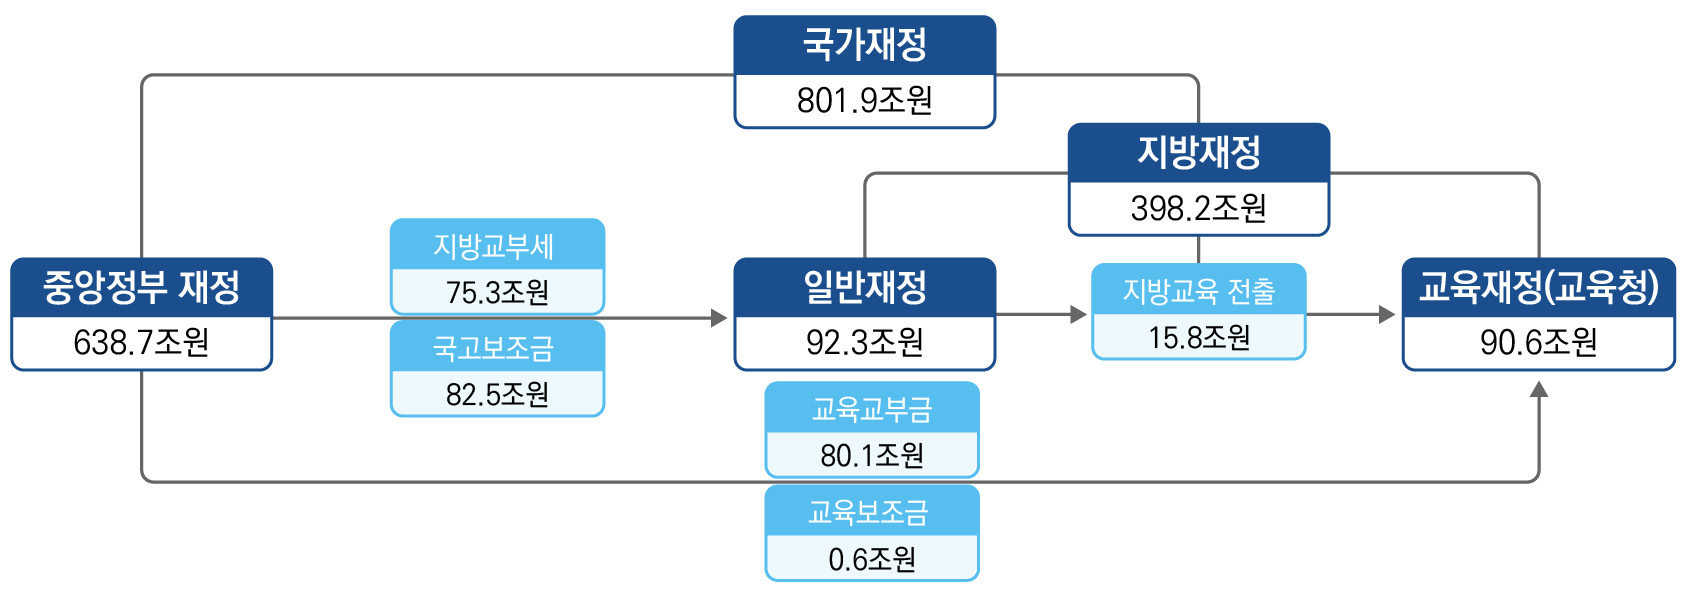 국가재정
801.9조원
지방재정
398.2조원
중앙정부 재정
638.7조원
지방교부세
75.3조원
국고보조금
82.5조원
일반재정
92.3조원
지방교육 전출
15.8조원
교육재정(교육청)
90.6조원
교육교부금
80.1조원
교육보조금
0.6조원